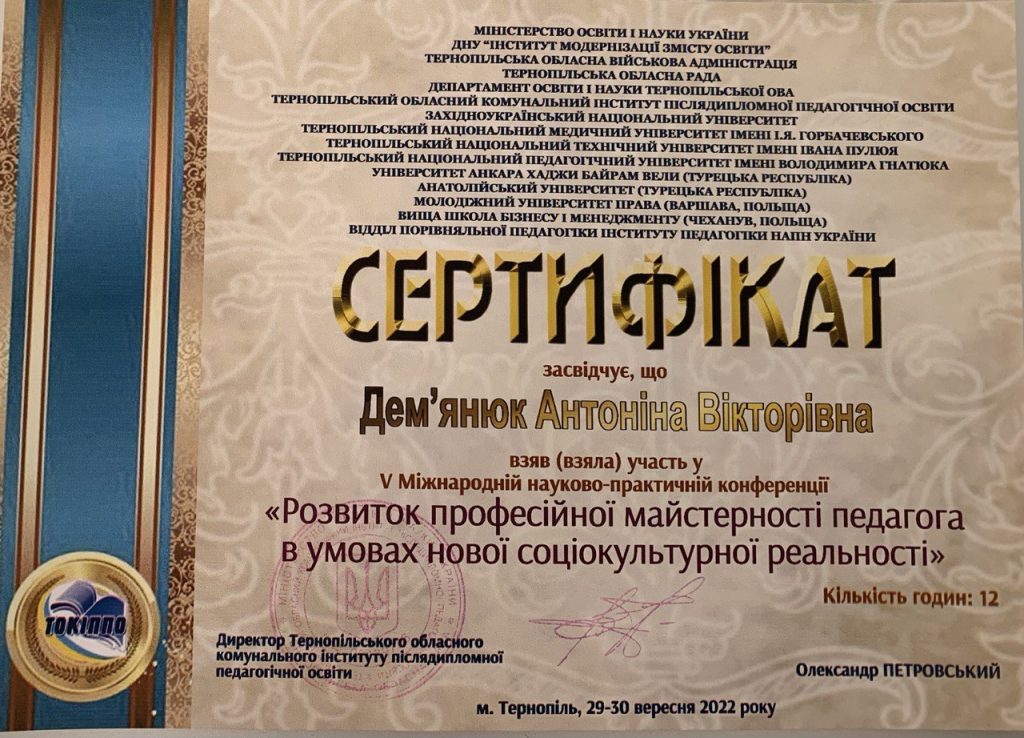 МІНІСТЕРСТВО ОСВІТИ І НАУКИ УКРАЇНИ
ДНУ “ІНСТИТУТ МОДЕРНІЗАЦІЇ ЗМІСТУ ОСВІТИ”
ТЕРНОПІЛЬСЬКА ОБЛАСНА ВІЙСЬКОВА АДМІНІСТРАЦІЯ
ТЕРНОПІЛЬСЬКА ОБЛАСНА РАДА
ДЕПАРТАМЕНТ ОСВІТИ І НАУКИ ТЕРНОПІЛЬСЬКОЇ ОВА
ТЕРНОПІЛЬСЬКИЙ ОБЛАСНИЙ КОМУНАЛЬНИЙ ІНСТИТУТ ПІСЛЯДИПЛОМНОЇ ПЕДАГОГІЧНОЇ ОСВІТИ
ЗАХІДНОУКРАЇНСЬКИЙ НАЦІОНАЛЬНИЙ УНІВЕРСИТЕТ
ТЕРНОПІЛЬСЬКИЙ НАЦІОНАЛЬНИЙ МЕДИЧНИЙ УНІВЕРСИТЕТ ІМЕНІ І.Я. ГОРБАЧЕВСЬКОГО
ТЕРНОПІЛЬСЬКИЙ НАЦІОНАЛЬНИЙ ТЕХНІЧНИЙ УНІВЕРСИТЕТ ІМЕНІ ІВАНА ПУЛЮЯ
ТЕРНОПІЛЬСЬКИЙ НАЦІОНАЛЬНИЙ ПЕДАГОГІЧНИЙ УНІВЕРСИТЕТ ІМЕНІ ВОЛОДИМИРА ГНАТЮКА
УНІВЕРСИТЕТ АНКАРА ХАДЖИ БАЙРАМ ВЕЛИ (ТУРЕЦЬКА РЕСПУБЛІКА)
АНАТОЛІЙСЬКИЙ УНІВЕРСИТЕТ (ТУРЕЦЬКА РЕСПУБЛІКА)
МОЛОДІЖНИЙ УНІВЕРСИТЕТ ПРАВА (ВАРШАВА, ПОЛЬЩА)
ВИЩА ШКОЛА БІЗНЕСУ І МЕНЕДЖМЕНТУ (ЧЕХАНУВ, ПОЛЬЩА)
ВІДДІЛ ПОРІВНЯЛЬНОЇ ПЕДАГОГІКИ ІНСТИТУТУ ПЕДАГОГІКИ НАПН УКРАЇНИ
СЕРТИФІКАТ
засвідчує, що
Дем’янюк Антоніна Вікторівна
взяв (взяла) участь у
V Міжнародній науково-практичній конференції
«Розвиток професійної майстерності педагога
в умовах нової соціокультурної реальності»
Кількість годин: 12
ТОКІППО
Директор Тернопільського обласного
комунального інституту післядипломної
педагогічної освіти
Олександр ПЕТРОВСЬКИЙ
м. Тернопіль, 29-30 вересня 2022 року